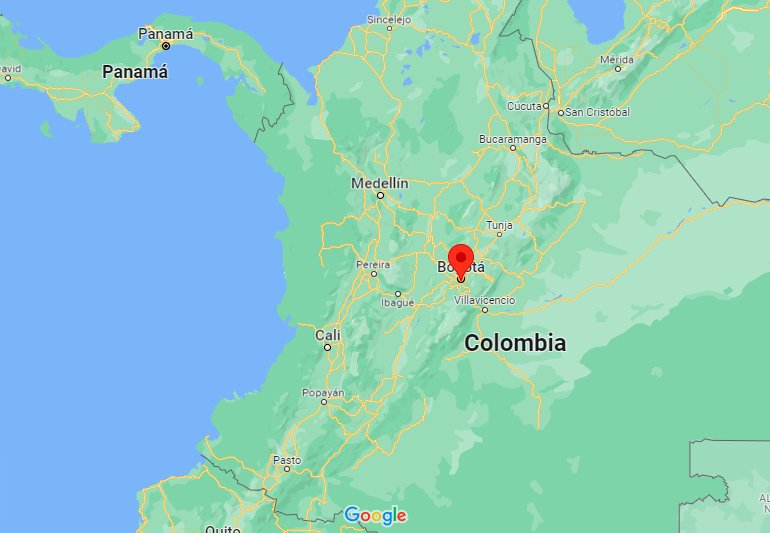 Sincelejo
Panamá
Mérida
Panamá
Cúcuta
San Cristóbal
Bucaramanga
Medellín
Tunja
Pereira
Bogotá
Ibagué
Villavicencio
Cali
Colombia
Popayán
Pasto
Google
Quito